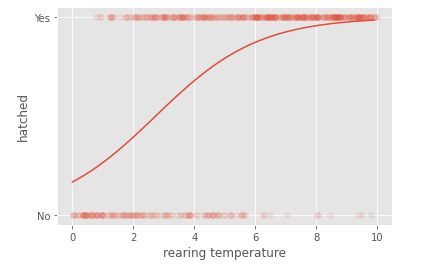 Yes
hatched
No
0 2 4 6 8 10
rearing temperature